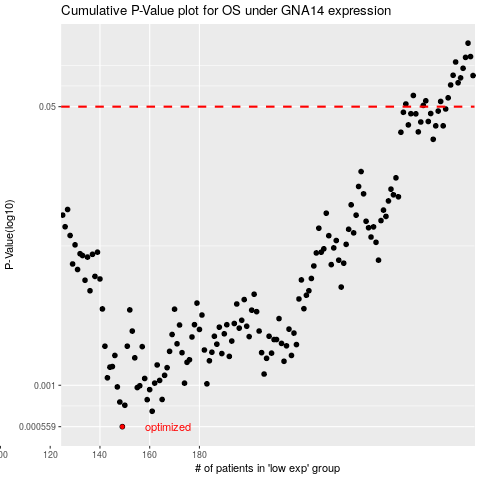 Cumulative P-Value plot for OS under GNA14 expression
P-Value(log10)
0.05
0.001
0.000559
optimized
00 120 140 160 180
# of patients in 'low exp' group